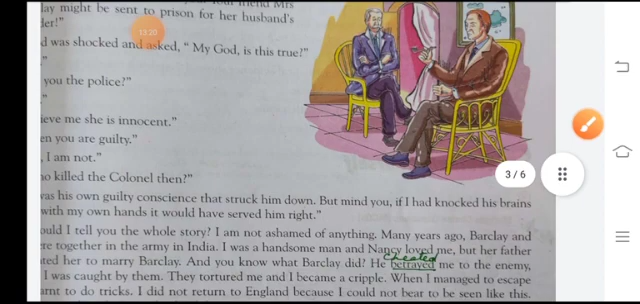 your friend Mrs
lay might be sent to prison for her husband's
der!"
13:20
d was shocked and asked, " My God, is this true?"
"
you the police?"
"
ieve me she is innocent."
en you are guilty."
, I am not."
no killed the Colonel then?"
3 / 6
was his own guilty conscience that struck him down. But mind you, if I had knocked his brains
with my own hands it would have served him right."
ould I tell you the whole story? I am not ashamed of anything. Many years ago, Barclay and
re together in the army in India. I was a handsome man and Nancy loved me, but her father
cheated
ted her to marry Barclay. And you know what Barclay did? He betrayed me to the enemy,
I was caught by them. They tortured me and I became a cripple. When I managed to escape
arnt to do tricks. I did not return to England because I could not bear to be seen like this.